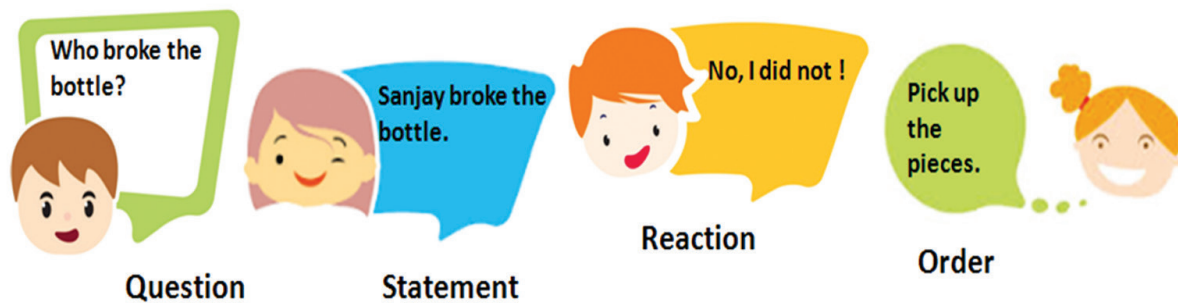 Who broke the
bottle?
Sanjay broke the
bottle.
No, I did not !
Pick up
the
pieces.
Question
Statement
Reaction
Order